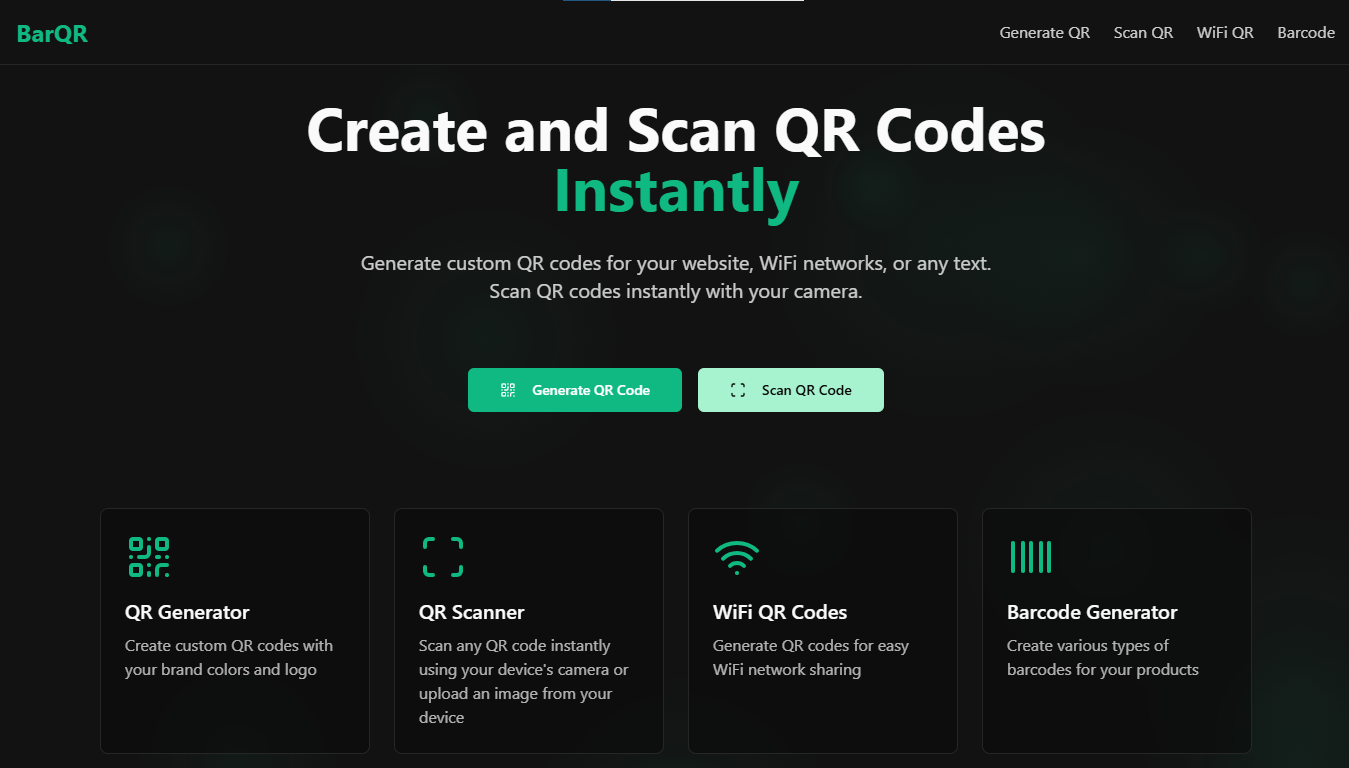 BarQR
Generate QR
Scan QR
WiFi QR
Barcode
Create and Scan QR Codes
Instantly
Generate custom QR codes for your website, WiFi networks, or any text.
Scan QR codes instantly with your camera.
Generate QR Code
Scan QR Code
QR Generator
Create custom QR codes with
your brand colors and logo
QR Scanner
Scan any QR code instantly
using your device's camera or
upload an image from your
device
WiFi QR Codes
Generate QR codes for easy
WiFi network sharing
Barcode Generator
Create various types of
barcodes for your products